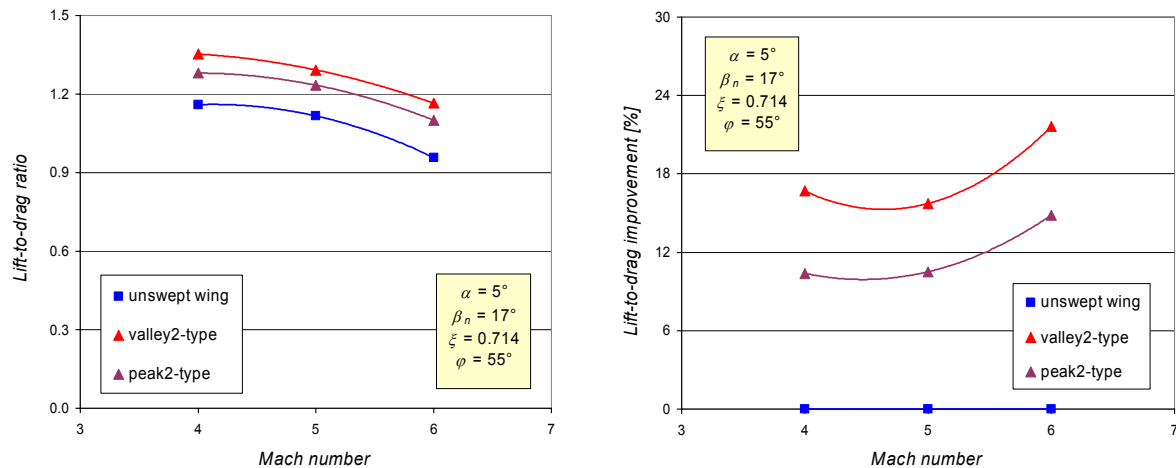 1.5
1.2
0.9
0.6
0.3
0.0
Lift-to-drag ratio
unswept wing
valley2-type
peak2-type
α = 5°
βn = 17°
ξ = 0.714
φ = 55°
3 4 5 6 7
Mach number
30
24
18
12
6
0
Lift-to-drag improvement [%]
α = 5°
βn = 17°
ξ = 0.714
φ = 55°
unswept wing
valley2-type
peak2-type
3 4 5 6 7
Mach number